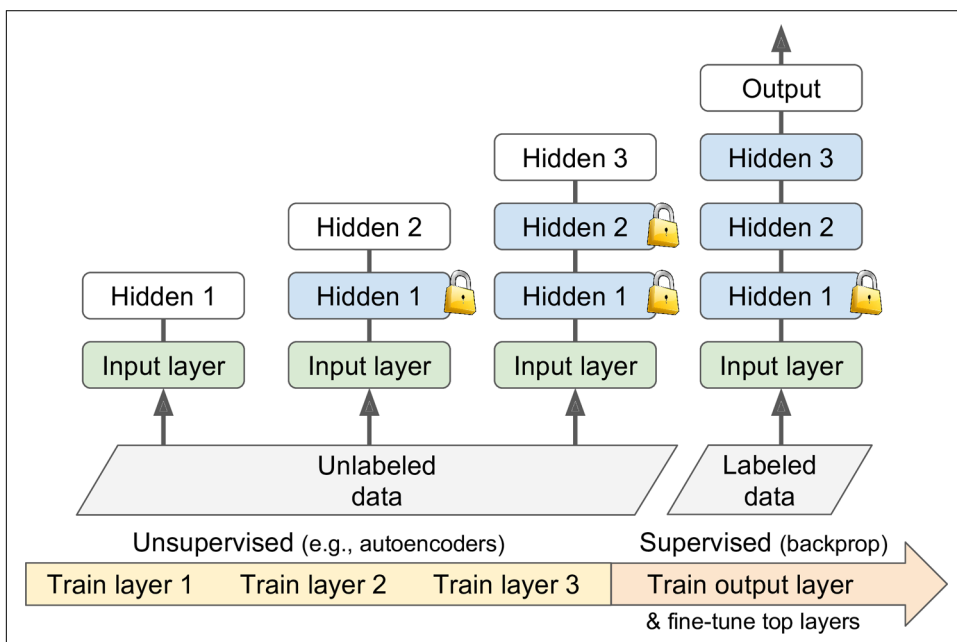 Output
Hidden 3
Hidden 3
Hidden 2
Hidden 2
Hidden 2
Hidden 1
Hidden 1
Hidden 1
Hidden 1
Input layer
Input layer
Input layer
Input layer
Unlabeled
data
Labeled
data
Unsupervised (e.g., autoencoders)
Supervised (backprop)
Train layer 1
Train layer 2
Train layer 3
Train output layer
& fine-tune top layers